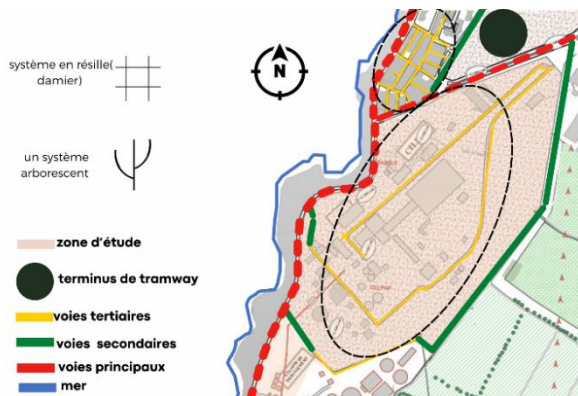 système en résille(
damier)
N
un système
arborescent
zone d'étude
terminus de tramway
voies tertiaires
voies secondaires
voies principaux
mer